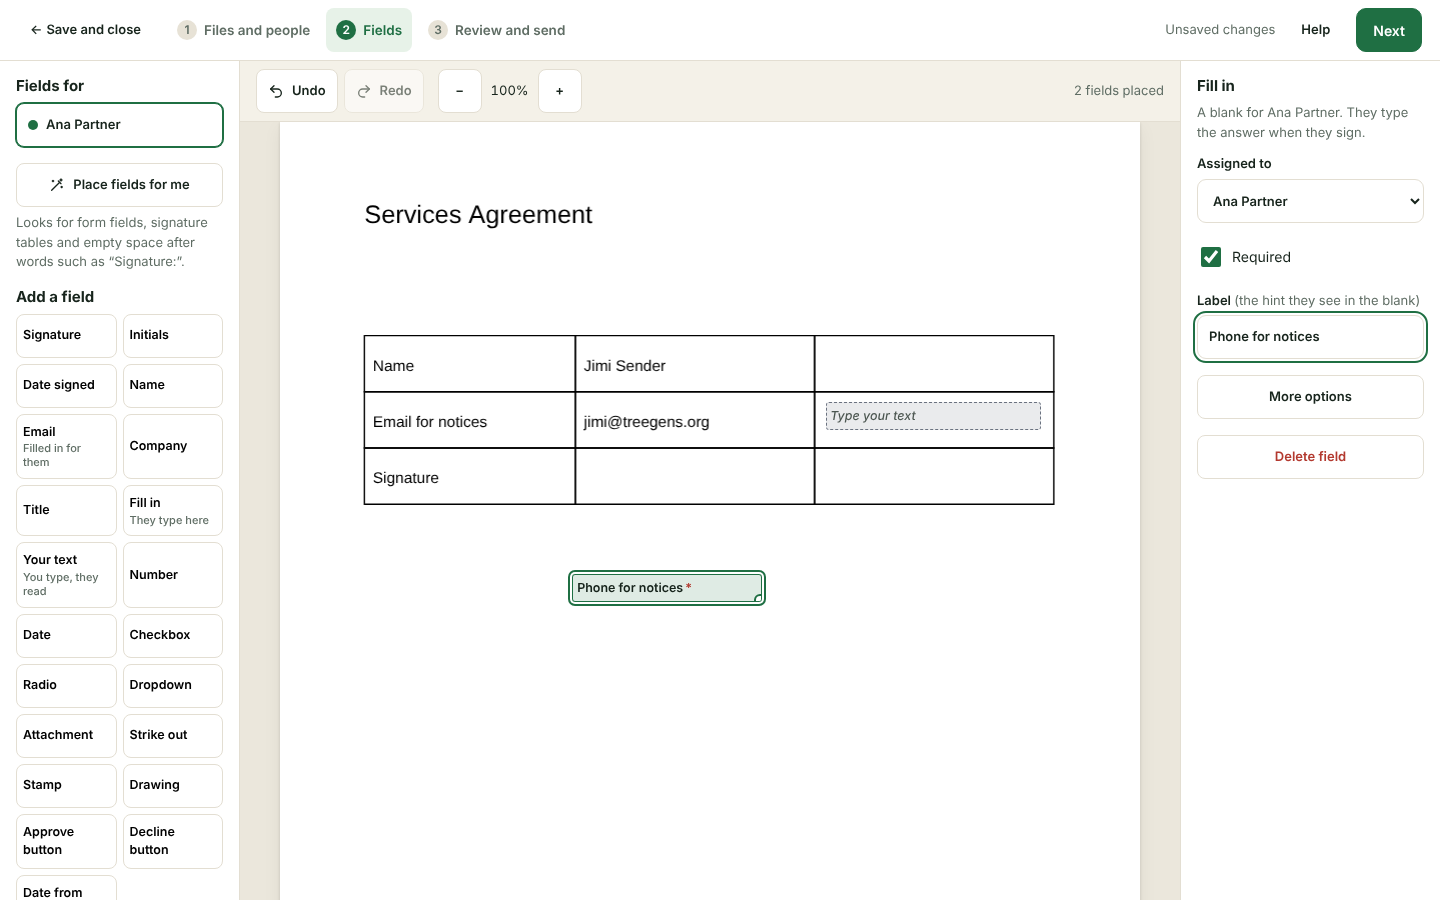 ← Save and close
1 Files and people
2 Fields
3 Review and send
Unsaved changes
Help
Next
Fields for
Ana Partner
Place fields for me
Looks for form fields, signature
tables and empty space after
words such as “Signature:”.
Add a field
Signature
Initials
Date signed
Name
Email
Filled in for
them
Company
Title
Fill in
They type here
Your text
You type, they
read
Number
Date
Checkbox
Radio
Dropdown
Attachment
Strike out
Stamp
Drawing
Approve
button
Decline
button
Date from
Undo
Redo
−
100%
+
2 fields placed
Services Agreement
Name
Jimi Sender
Email for notices
jimi@treegens.org
Type your text
Signature
Phone for notices *
Fill in
A blank for Ana Partner. They type
the answer when they sign.
Assigned to
Ana Partner
Required
Label (the hint they see in the blank)
Phone for notices
More options
Delete field